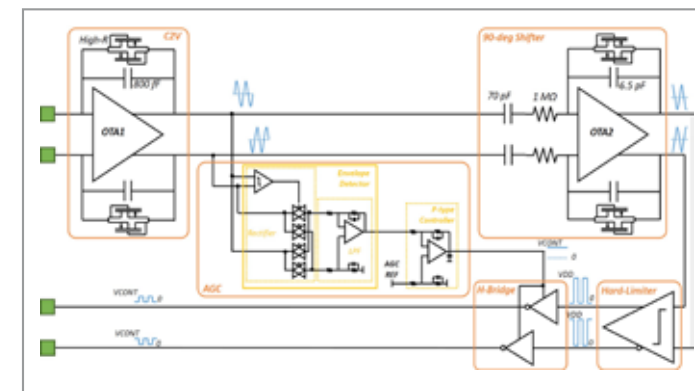 High-R
C2V
800 fF
OTA1
90-deg Shifter
70 pF
1 MΩ
6.5 pF
OTA2
Envelope
Detector
Rectifier
LPF
P-type
Controller
AGC
REF
AGC
VCONT
0
VDD
0
VDD
0
H-Bridge
Hard-Limiter
VCONT
0
VCONT
0